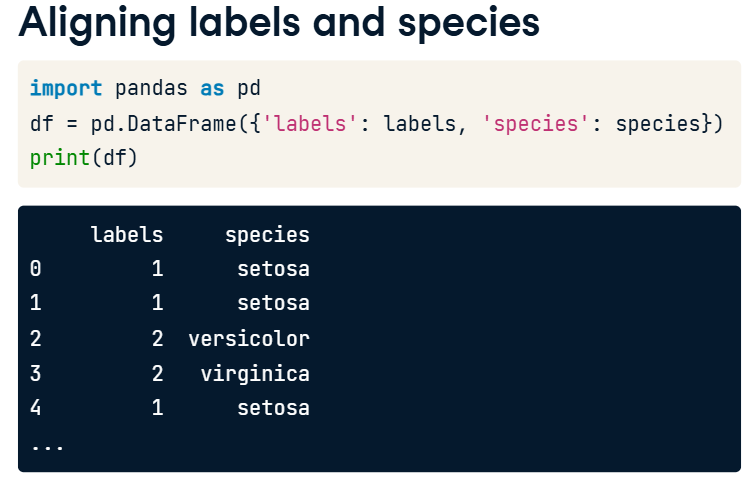 Aligning labels and species
import pandas as pd
df = pd.DataFrame({'labels': labels, 'species': species})
print(df)
labels species
0 1 setosa
1 1 setosa
2 2 versicolor
3 2 virginica
4 1 setosa
...